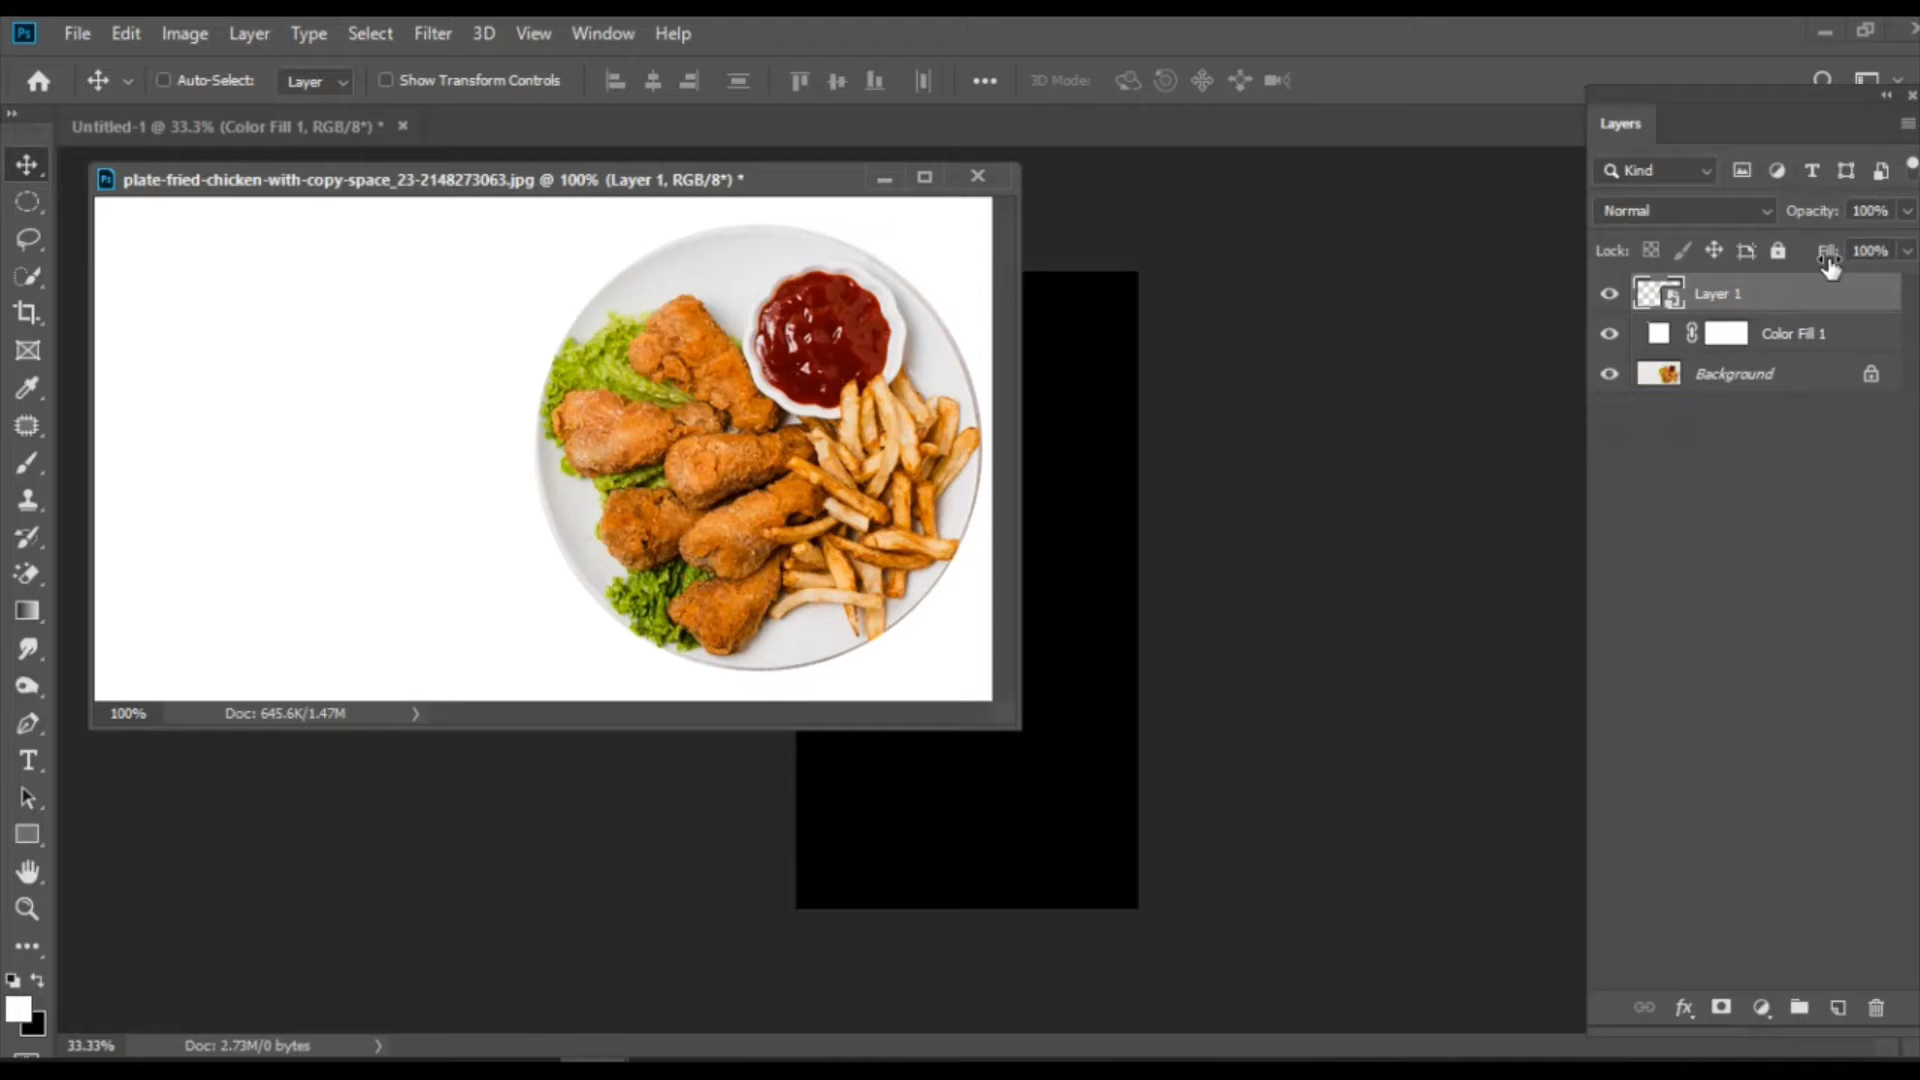 Ps File Edit Image Layer Type Select Filter 3D View Window Help
Auto-Select: Layer Show Transform Controls 3D Mode:
Untitled-1 @ 33.3% (Color Fill 1, RGB/8*) *
Layers
Kind
Ps plate-fried-chicken-with-copy-space_23-2148273063.jpg @ 100% (Layer 1, RGB/8*) *
Normal Opacity: 100%
Lock: Fill: 100%
Layer 1
Color Fill 1
Background
100% Doc: 645.6K/1.47M
33.33% Doc: 2.73M/0 bytes